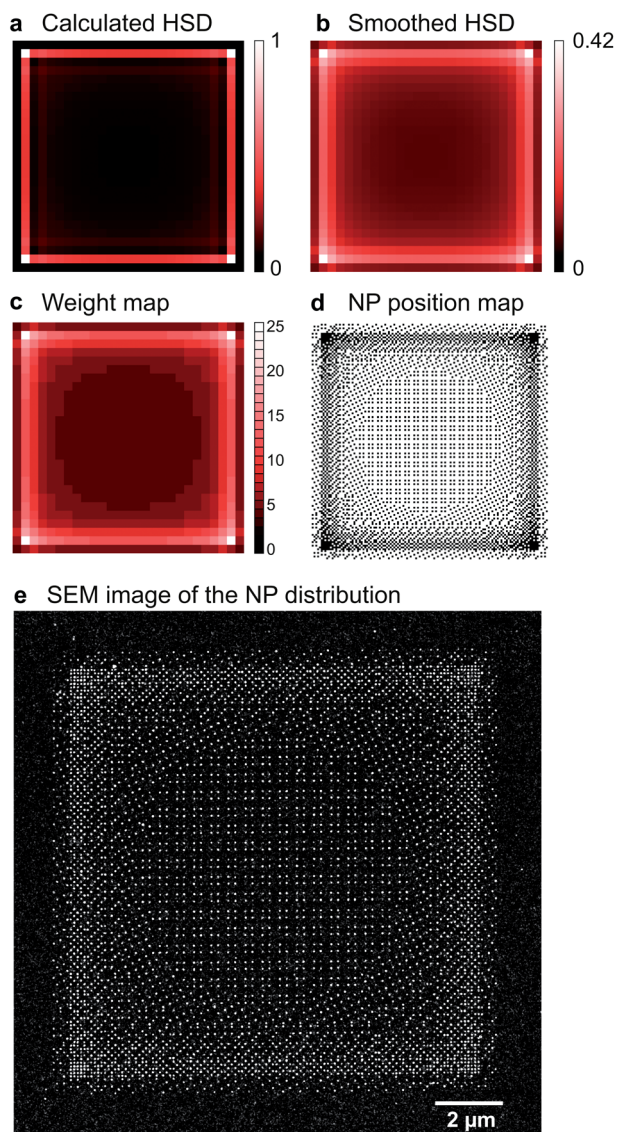 a Calculated HSD
1
0
b Smoothed HSD
0.42
0
c Weight map
25
20
15
10
5
0
d NP position map
e SEM image of the NP distribution
2 µm